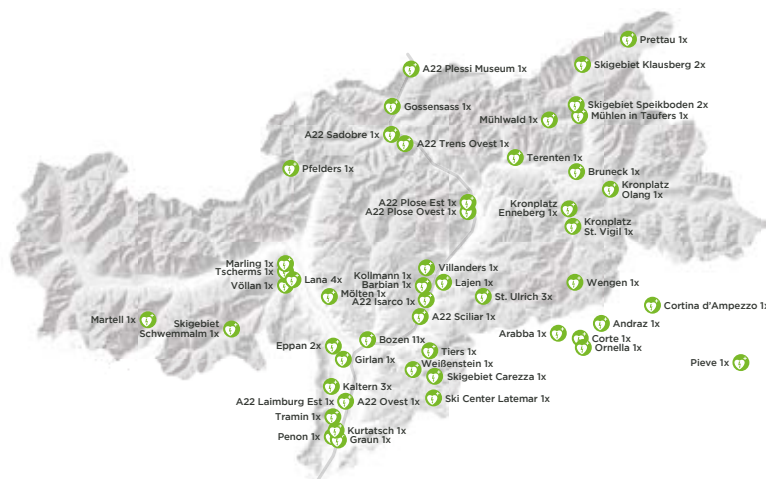 Prettau 1x
A22 Plessi Museum 1x
Skigebiet Klausberg 2x
Gossensass 1x
Skigebiet Speikboden 2x
Mühlen in Taufers 1x
Mühlwald 1x
A22 Sadobre 1x
A22 Trens Ovest 1x
Terenten 1x
Pfelders 1x
Bruneck 1x
Kronplatz
Olang 1x
A22 Plose Est 1x
A22 Plose Ovest 1x
Kronplatz
Enneberg 1x
Kronplatz
St. Vigil 1x
Marling 1x
Tscherms 1x
Lana 4x
Völlan 1x
Villanders 1x
Kollmann 1x
Barbian 1x
Lajen 1x
Wengen 1x
Mölten 1x
A22 Isarco 1x
St. Ulrich 3x
Cortina d'Ampezzo 1x
Martell 1x
Skigebiet
Schwemmalm 1x
A22 Sciliar 1x
Andraz 1x
Arabba 1x
Corte 1x
Ornella 1x
Eppan 2x
Bozen 11x
Tiers 1x
Girlan 1x
Weißenstein 1x
Pieve 1x
Skigebiet Carezza 1x
Kaltern 3x
A22 Laimburg Est 1x
A22 Ovest 1x
Ski Center Latemar 1x
Tramin 1x
Kurtatsch 1x
Penon 1x
Graun 1x